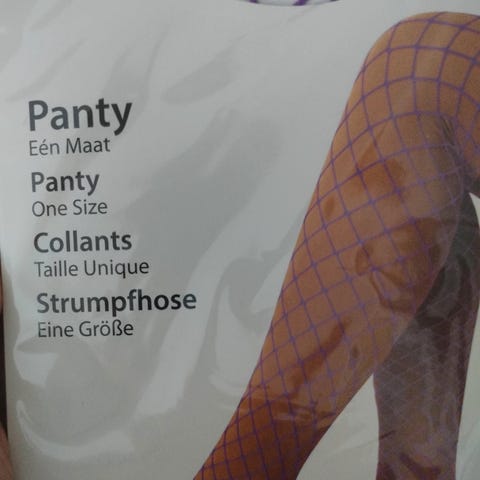 Panty
Eén Maat
Panty
One Size
Collants
Taille Unique
Strumpfhose
Eine Größe